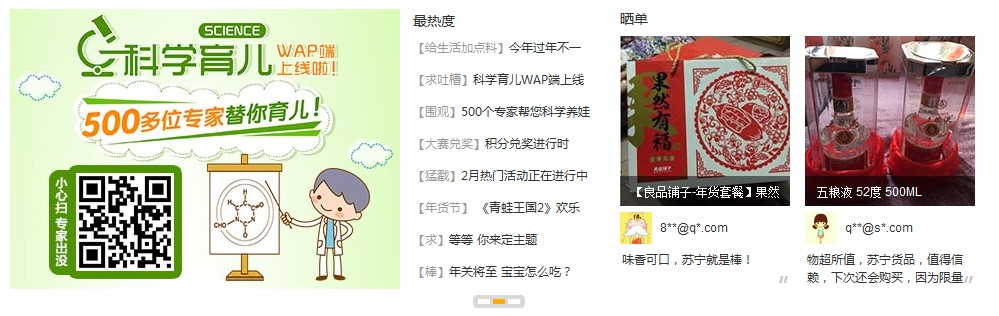 SCIENCE
科学育儿 WAP端
上线啦！
500多位专家替你育儿！
小心扫 专家出没
CHO
最热度
[给生活加点料] 今年过年不一
[求吐槽] 科学育儿WAP端上线
[围观] 500个专家帮您科学养娃
[大赛兑奖] 积分兑奖进行时
[猛戳] 2月热门活动正在进行中
[年货节] 《青蛙王国2》欢乐
[求] 等等 你来定主题
[棒] 年关将至 宝宝怎么吃？
晒单
果然有福
【良品铺子-年货套餐】果然
8**@q*.com
味香可口，苏宁就是棒！
五粮液 52度 500ML
q**@s*.com
物超所值，苏宁货品，值得信
赖，下次还会购买，因为限量